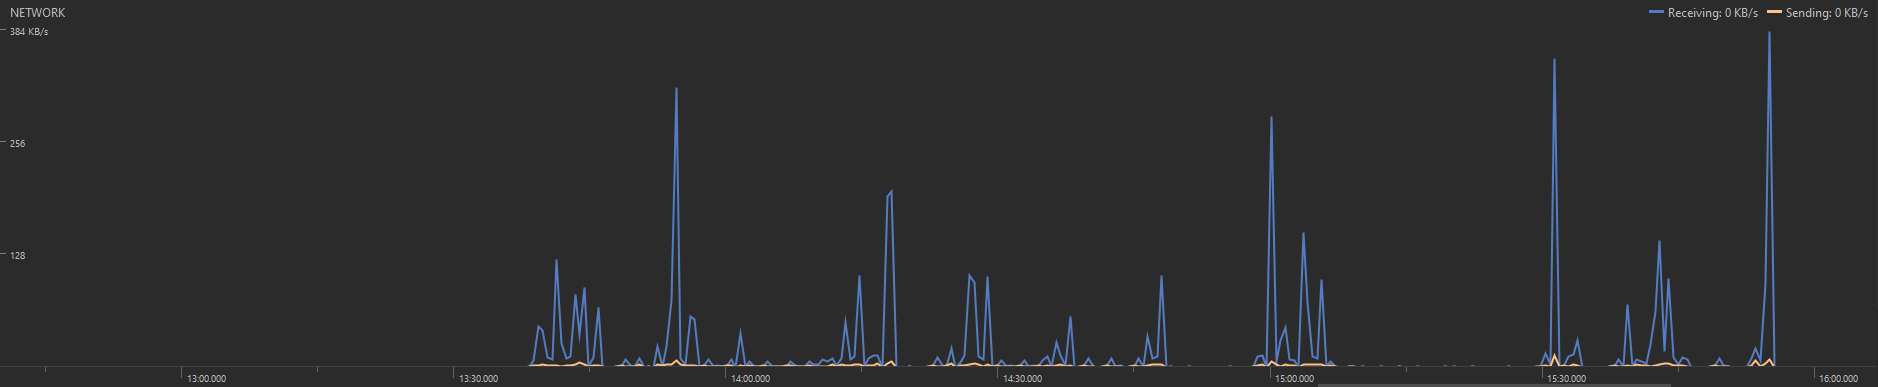 NETWORK
Receiving: 0 KB/s Sending: 0 KB/s
384 KB/s
256
128
13:00.000 13:30.000 14:00.000 14:30.000 15:00.000 15:30.000 16:00.000